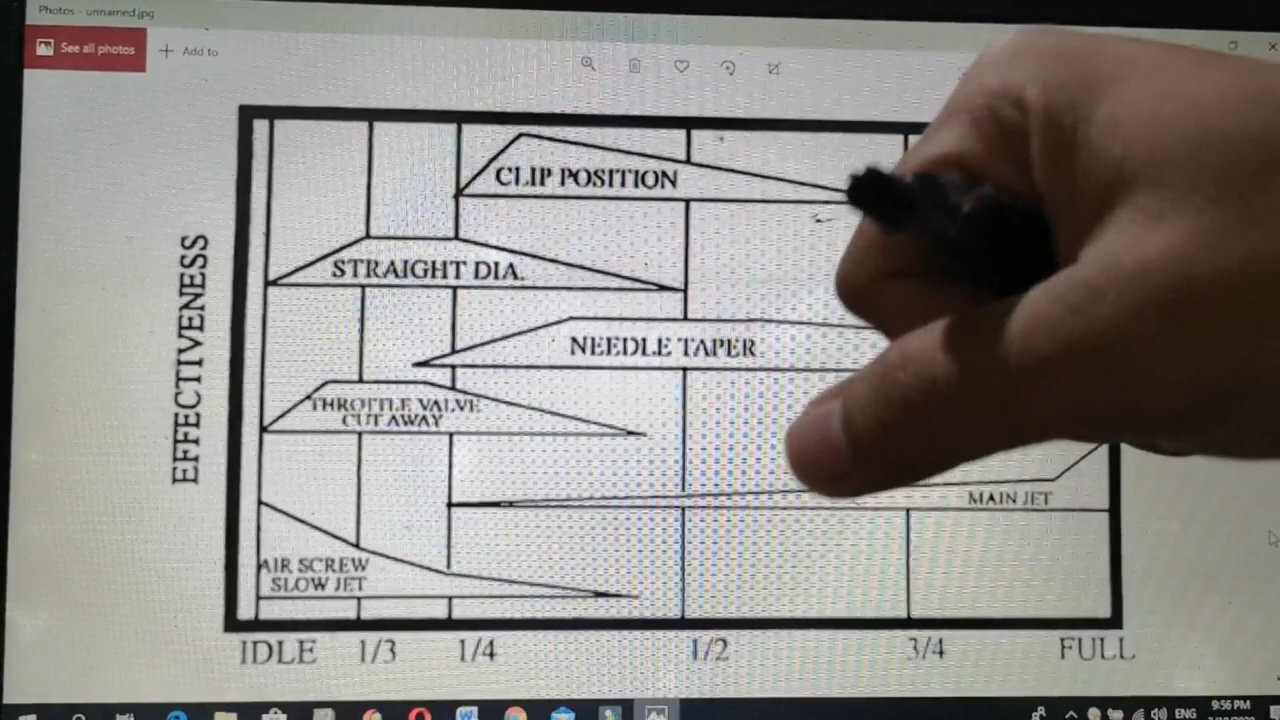 Photos - unnamed.jpg
See all photos
Add to
CLIP POSITION
STRAIGHT DIA.
NEEDLE TAPER
THROTTLE VALVE
CUT AWAY
MAIN JET
AIR SCREW
SLOW JET
EFFECTIVENESS
IDLE 1/3 1/4 1/2 3/4 FULL
ENG
9:56 PM